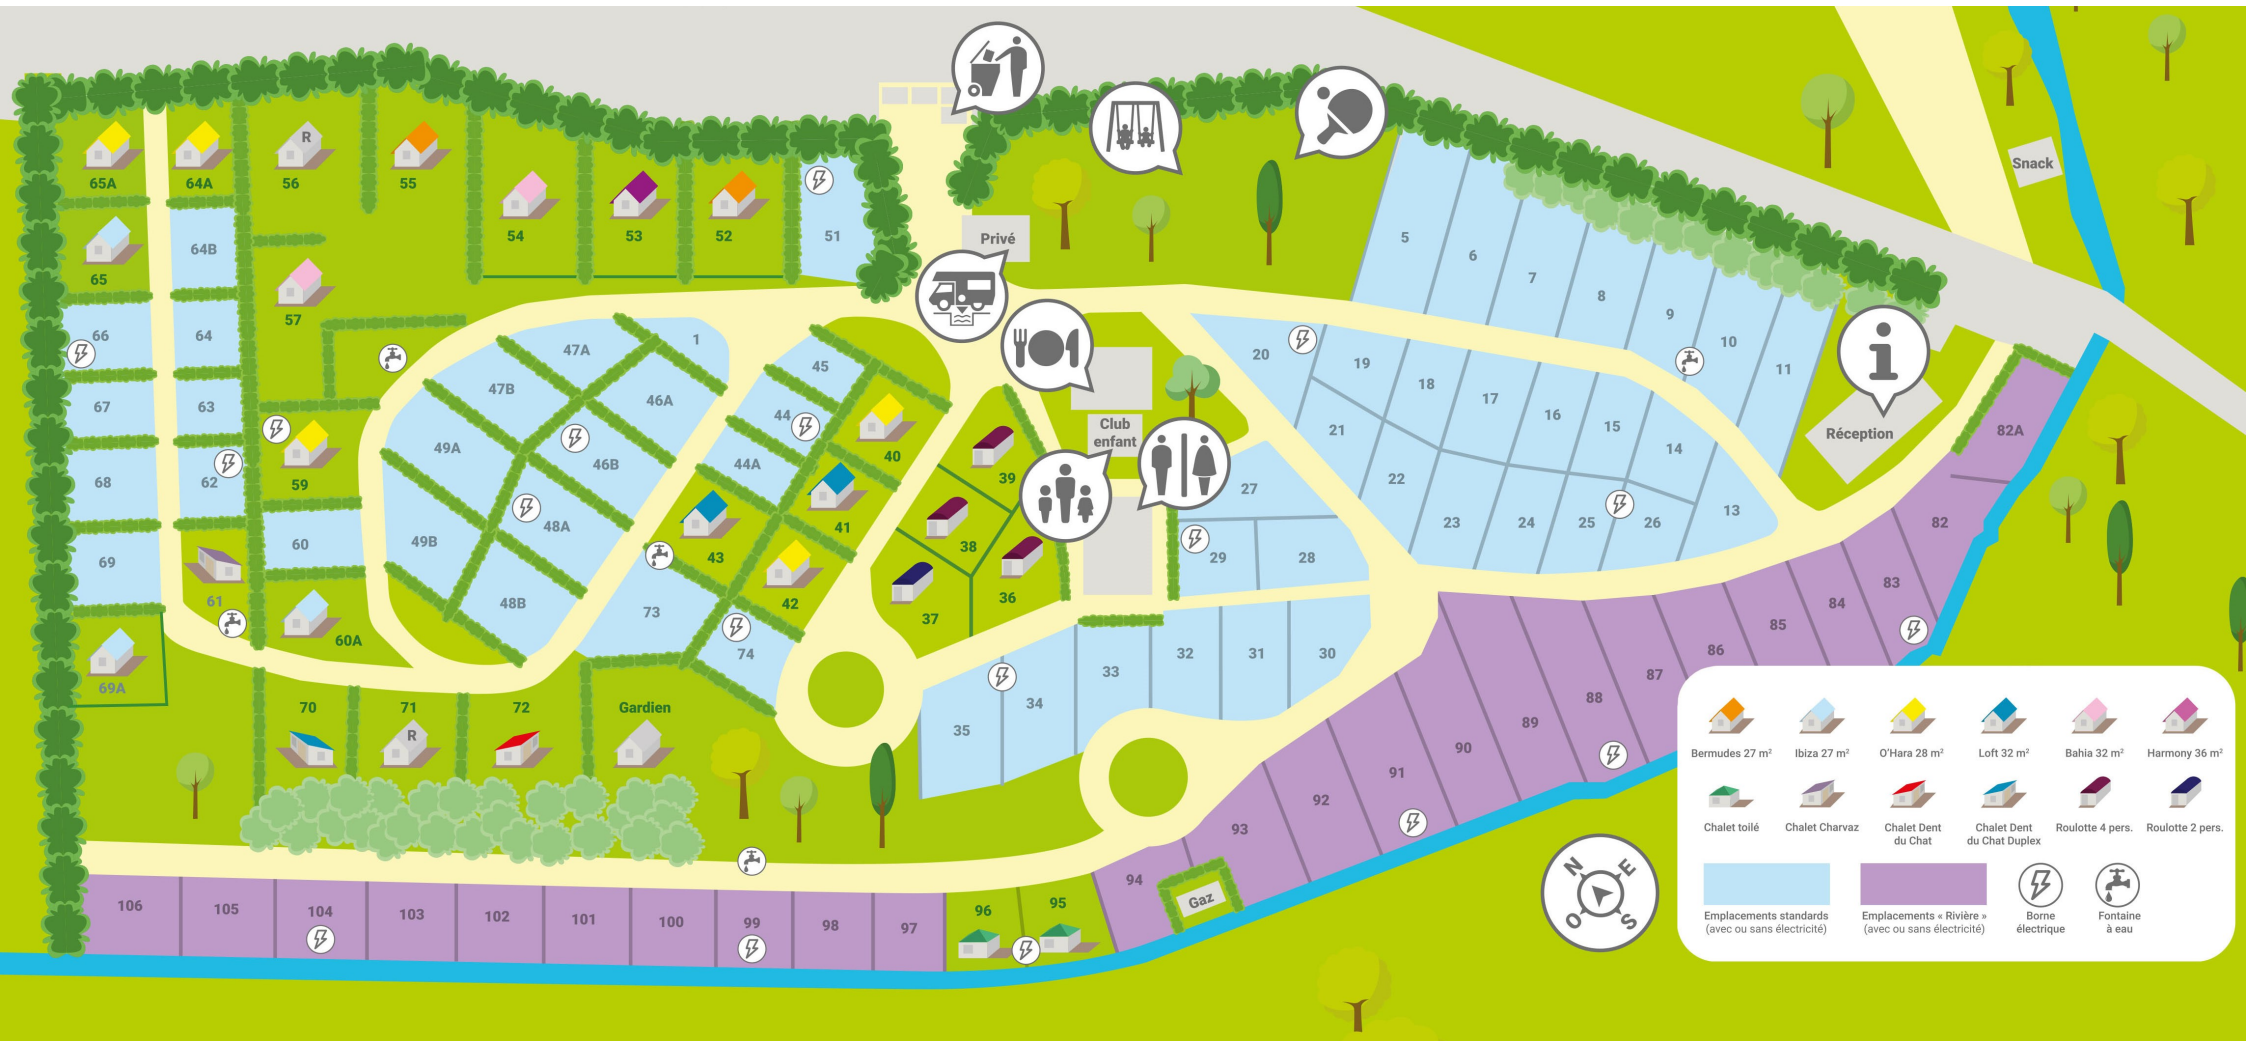 65A
64A
R
56
55
54
53
52
51
65
64B
57
66
64
67
63
68
62
59
69
61
60
60A
69A
47A
1
47B
46A
49A
46B
48A
49B
48B
45
44
44A
40
41
43
42
73
74
39
38
36
37
Privé
Club
enfant
5
6
7
8
9
10
11
20
19
18
17
16
15
14
13
21
22
23
24
25
26
27
29
28
35
34
33
32
31
30
Snack
Réception
82A
82
83
84
85
86
87
88
89
90
91
92
93
94
Gaz
70
71
R
72
Gardien
106
105
104
103
102
101
100
99
98
97
96
95
N
E
S
O
Bermudes 27 m²
Ibiza 27 m²
O'Hara 28 m²
Loft 32 m²
Bahia 32 m²
Harmony 36 m²
Chalet toilé
Chalet Charvaz
Chalet Dent
du Chat
Chalet Dent
du Chat Duplex
Roulotte 4 pers.
Roulotte 2 pers.
Emplacements standards
(avec ou sans électricité)
Emplacements « Rivière »
(avec ou sans électricité)
Borne
électrique
Fontaine
à eau